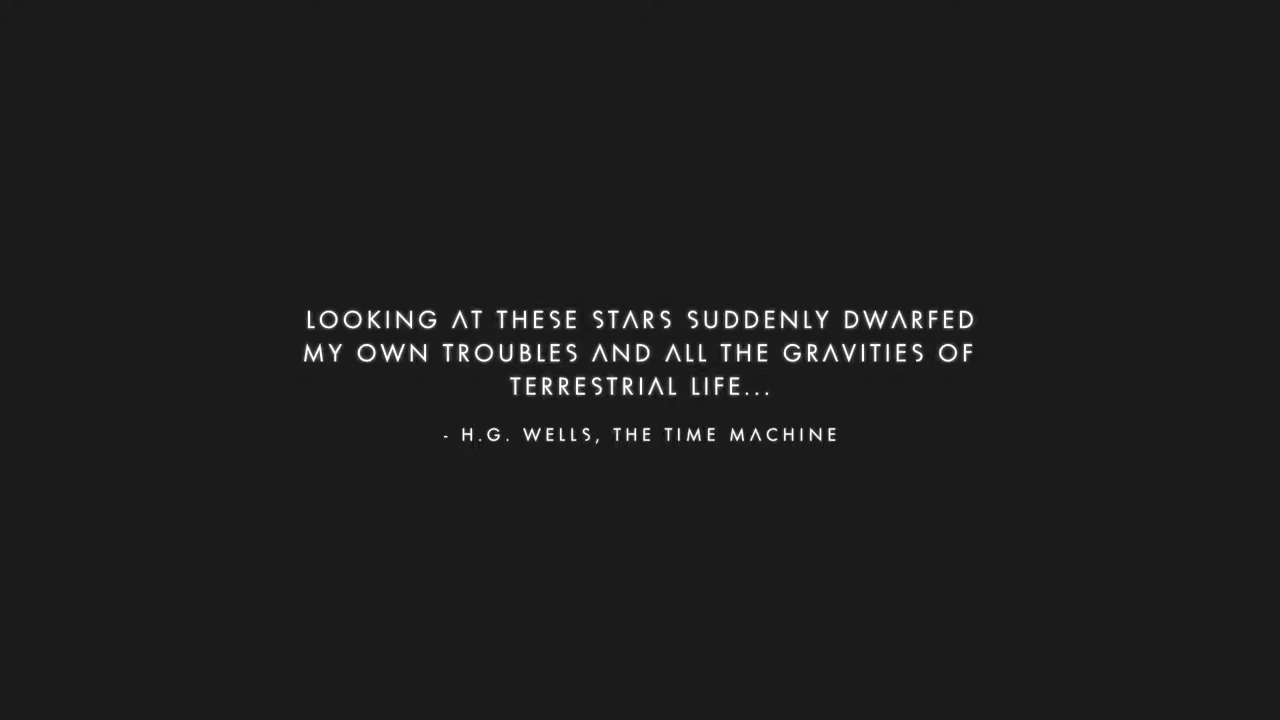 LOOKING AT THESE STARS SUDDENLY DWARFED
MY OWN TROUBLES AND ALL THE GRAVITIES OF
TERRESTRIAL LIFE...
- H.G. WELLS, THE TIME MACHINE